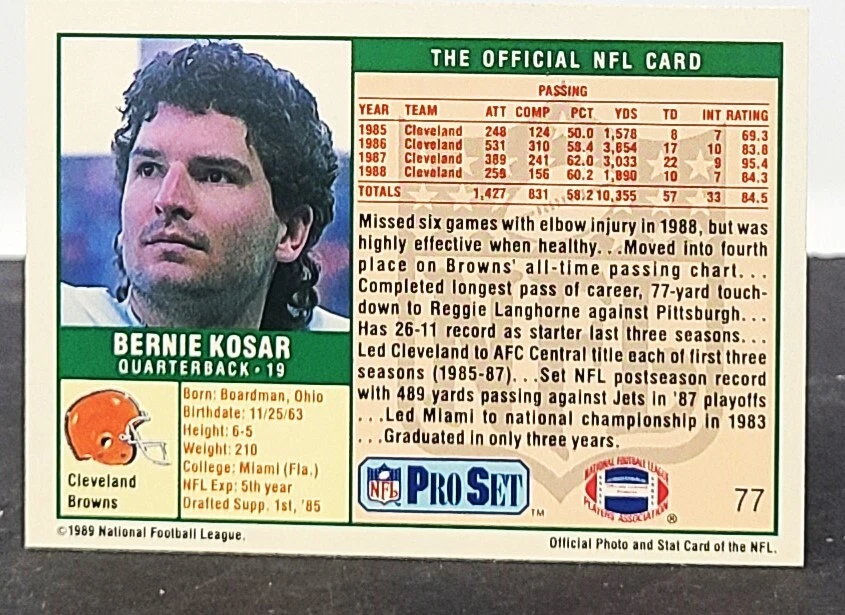 THE OFFICIAL NFL CARD
PASSING
YEAR TEAM ATT COMP PCT YDS TD INT RATING
1985 Cleveland 248 124 50.0 1,578 8 7 69.3
1986 Cleveland 531 310 58.4 3,854 17 10 83.8
1987 Cleveland 389 241 62.0 3,033 22 9 95.4
1988 Cleveland 259 156 60.2 1,890 10 7 84.3
TOTALS 1,427 831 58.2 10,355 57 33 84.5
Missed six games with elbow injury in 1988, but was
highly effective when healthy...Moved into fourth
place on Browns' all-time passing chart...
Completed longest pass of career, 77-yard touch-
down to Reggie Langhorne against Pittsburgh...
Has 26-11 record as starter last three seasons...
Led Cleveland to AFC Central title each of first three
seasons (1985-87)...Set NFL postseason record
with 489 yards passing against Jets in '87 playoffs
...Led Miami to national championship in 1983
...Graduated in only three years.
BERNIE KOSAR
QUARTERBACK • 19
Born: Boardman, Ohio
Birthdate: 11/25/63
Height: 6-5
Weight: 210
College: Miami (Fla.)
NFL Exp: 5th year
Drafted Supp. 1st, '85
Cleveland
Browns
NFL PRO SET ™
NATIONAL FOOTBALL LEAGUE
PLAYERS ASSOCIATION ®
77
©1989 National Football League.
Official Photo and Stat Card of the NFL.